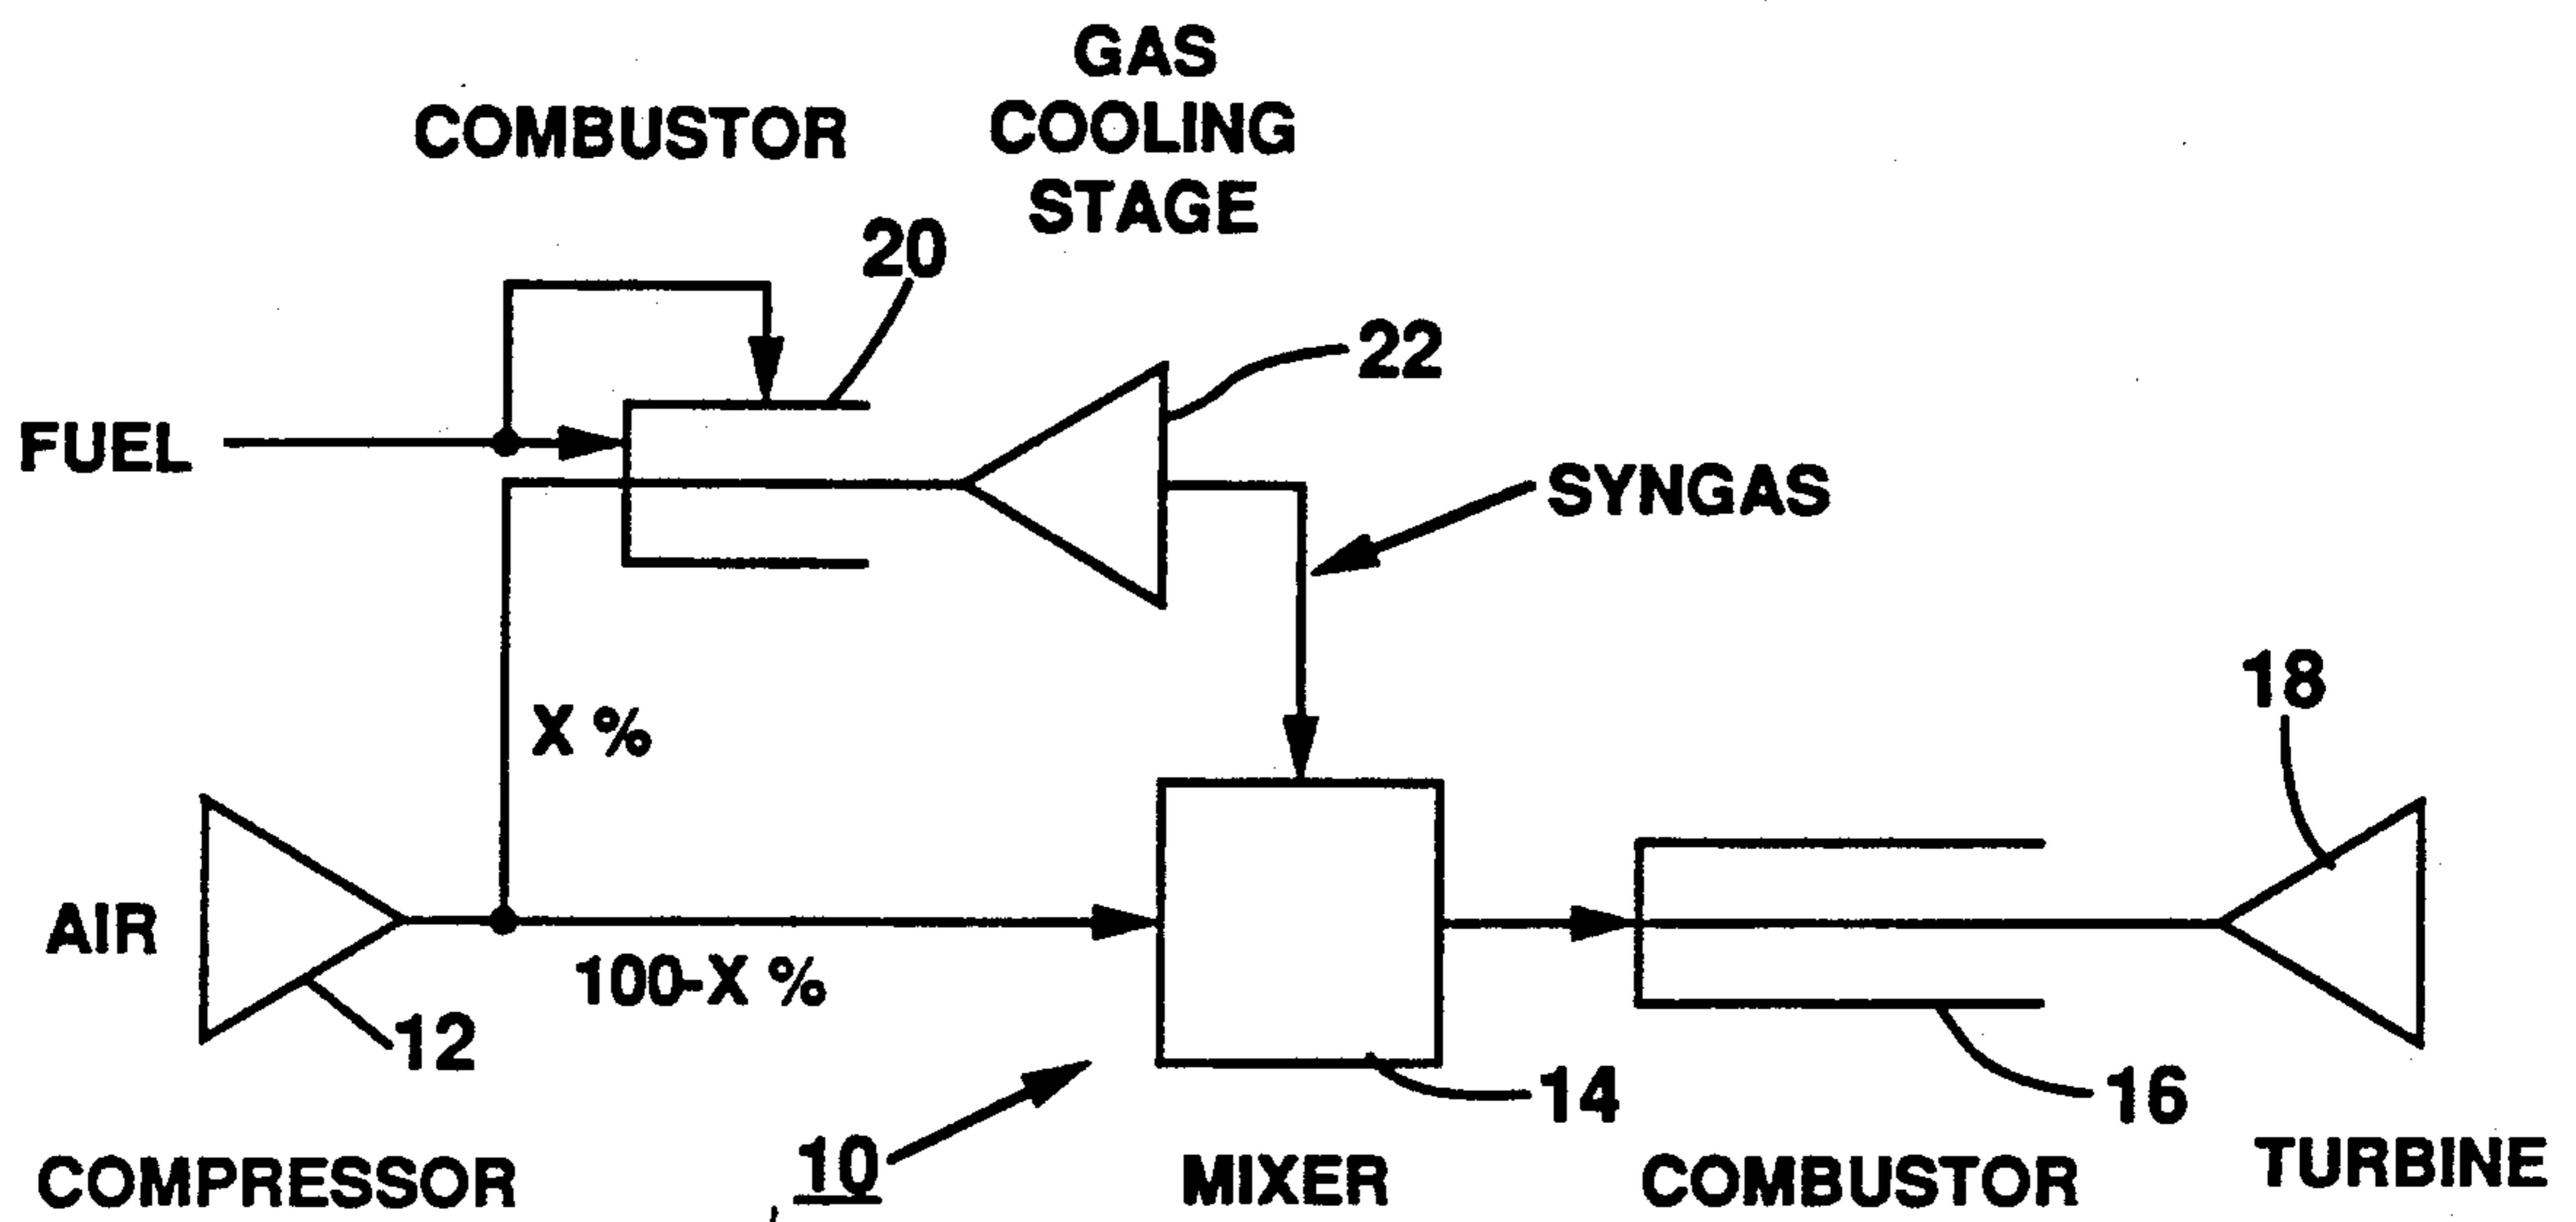 GAS
COOLING
STAGE
COMBUSTOR
20
22
FUEL
SYNGAS
X %
18
AIR
100-X %
12
14
16
10
COMPRESSOR
MIXER
COMBUSTOR
TURBINE